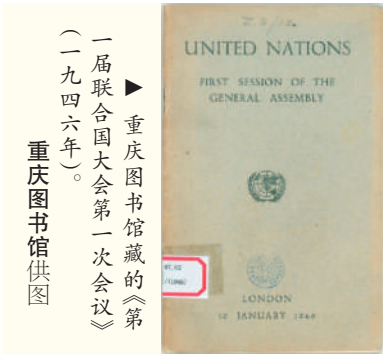 ▶ 重庆图书馆藏的《第
一届联合国大会第一次会议》
（一九四六年）。
重庆图书馆供图
UNITED NATIONS
FIRST SESSION OF THE
GENERAL ASSEMBLY
LONDON
10 JANUARY 1946